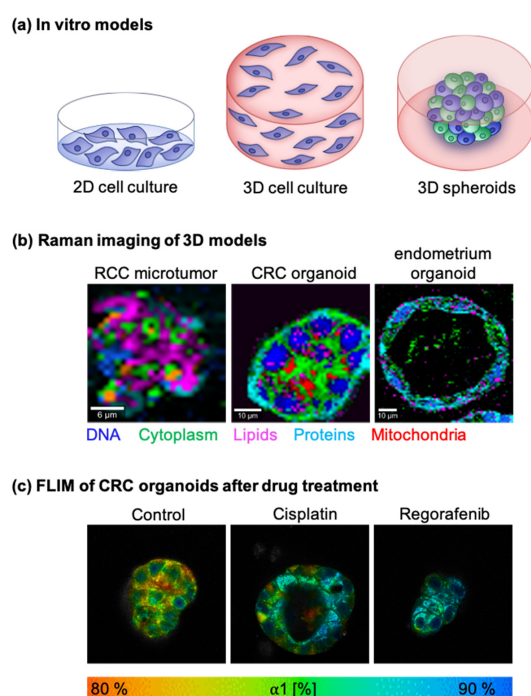 (a) In vitro models
2D cell culture
3D cell culture
3D spheroids
(b) Raman imaging of 3D models
RCC microtumor
CRC organoid
endometrium
organoid
6 µm
10 µm
10 µm
DNA Cytoplasm Lipids Proteins Mitochondria
(c) FLIM of CRC organoids after drug treatment
Control
Cisplatin
Regorafenib
80 % α1 [%] 90 %